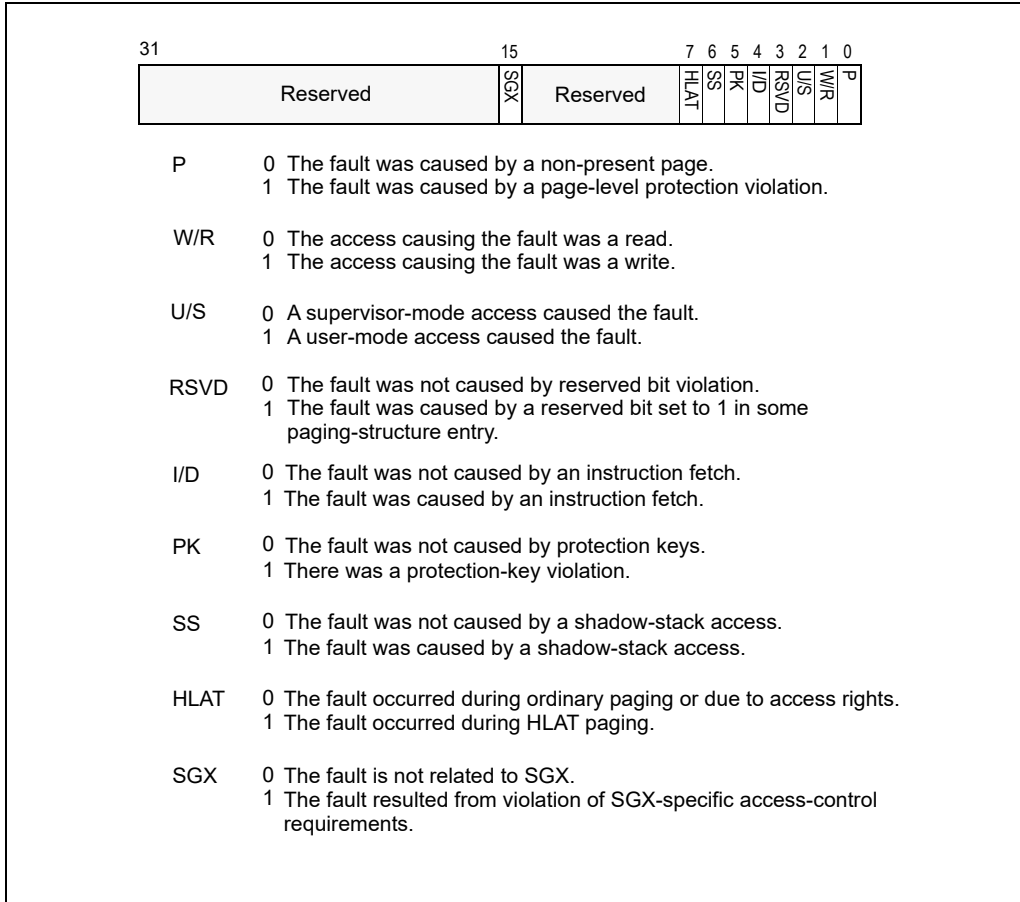 31 15 7 6 5 4 3 2 1 0
Reserved SGX Reserved HLAT SS PK I/D RSVD U/S W/R P
P 0 The fault was caused by a non-present page.
1 The fault was caused by a page-level protection violation.
W/R 0 The access causing the fault was a read.
1 The access causing the fault was a write.
U/S 0 A supervisor-mode access caused the fault.
1 A user-mode access caused the fault.
RSVD 0 The fault was not caused by reserved bit violation.
1 The fault was caused by a reserved bit set to 1 in some
paging-structure entry.
I/D 0 The fault was not caused by an instruction fetch.
1 The fault was caused by an instruction fetch.
PK 0 The fault was not caused by protection keys.
1 There was a protection-key violation.
SS 0 The fault was not caused by a shadow-stack access.
1 The fault was caused by a shadow-stack access.
HLAT 0 The fault occurred during ordinary paging or due to access rights.
1 The fault occurred during HLAT paging.
SGX 0 The fault is not related to SGX.
1 The fault resulted from violation of SGX-specific access-control
requirements.